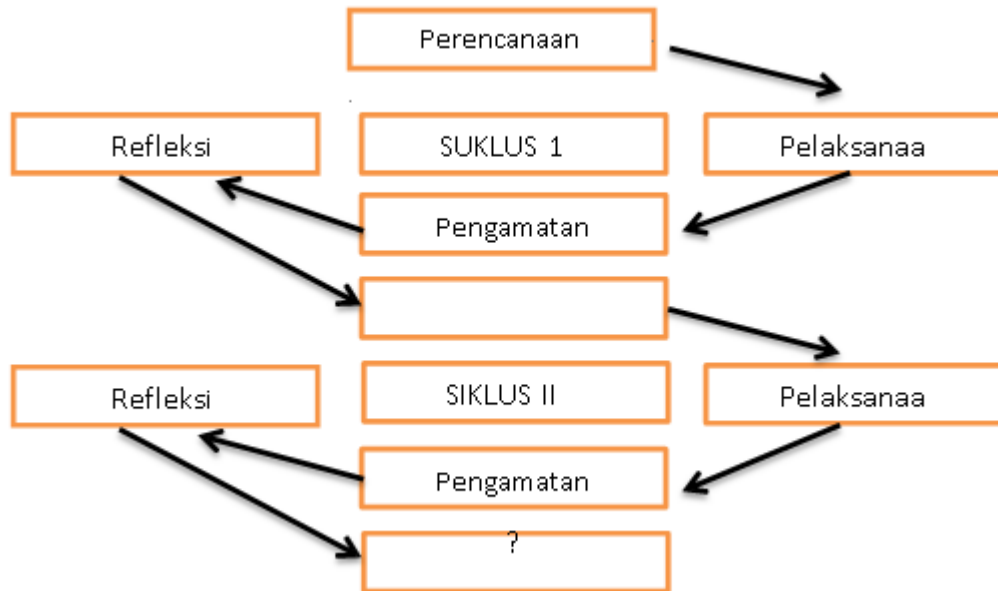 Perencanaan
Refleksi
SUKLUS 1
Pelaksanaa
Pengamatan
Refleksi
SIKLUS II
Pelaksanaa
Pengamatan
?